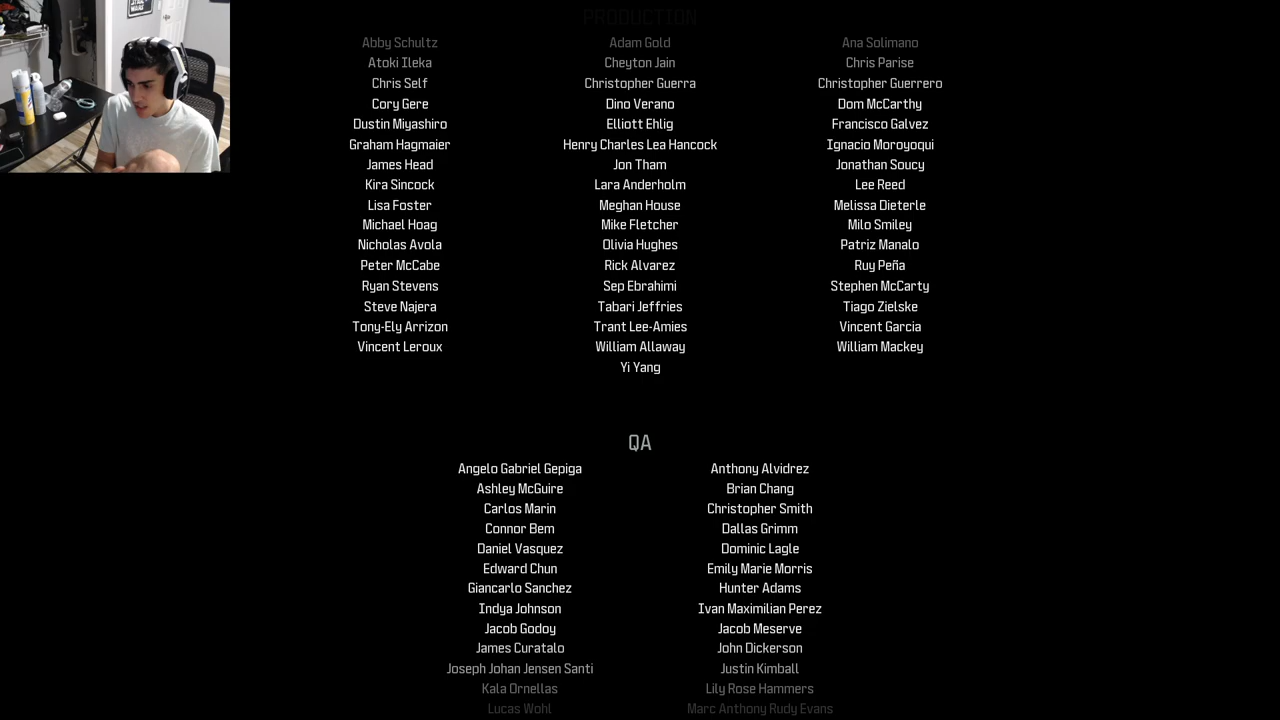 STAR WARS
PRODUCTION
Abby Schultz Adam Gold Ana Solimano
Atoki Ileka Cheyton Jain Chris Parise
Chris Self Christopher Guerra Christopher Guerrero
Cory Gere Dino Verano Dom McCarthy
Dustin Miyashiro Elliott Ehlig Francisco Galvez
Graham Hagmaier Henry Charles Lea Hancock Ignacio Moroyoqui
James Head Jon Tham Jonathan Soucy
Kira Sincock Lara Anderholm Lee Reed
Lisa Foster Meghan House Melissa Dieterle
Michael Hoag Mike Fletcher Milo Smiley
Nicholas Avola Olivia Hughes Patriz Manalo
Peter McCabe Rick Alvarez Ruy Peña
Ryan Stevens Sep Ebrahimi Stephen McCarty
Steve Najera Tabari Jeffries Tiago Zielske
Tony-Ely Arrizon Trant Lee-Amies Vincent Garcia
Vincent Leroux William Allaway William Mackey
Yi Yang
QA
Angelo Gabriel Gepiga Anthony Alvidrez
Ashley McGuire Brian Chang
Carlos Marin Christopher Smith
Connor Bem Dallas Grimm
Daniel Vasquez Dominic Lagle
Edward Chun Emily Marie Morris
Giancarlo Sanchez Hunter Adams
Indya Johnson Ivan Maximilian Perez
Jacob Godoy Jacob Meserve
James Curatalo John Dickerson
Joseph Johan Jensen Santi Justin Kimball
Kala Ornellas Lily Rose Hammers
Lucas Wohl Marc Anthony Rudy Evans